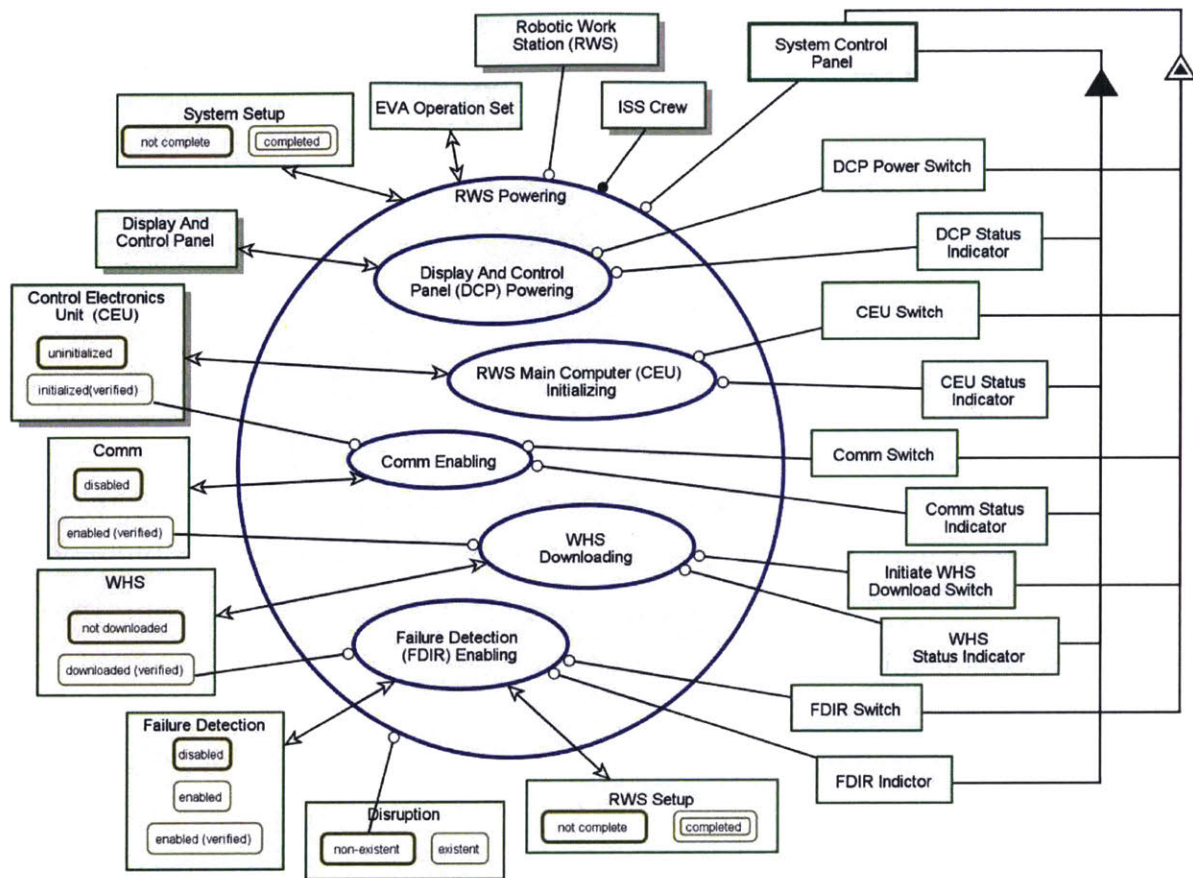 Robotic Work
Station (RWS)
System Control
Panel
EVA Operation Set
ISS Crew
System Setup
not complete
completed
RWS Powering
DCP Power Switch
Display And
Control Panel
DCP Status
Indicator
Display And Control
Panel (DCP) Powering
Control Electronics
Unit (CEU)
uninitialized
initialized(verified)
CEU Switch
RWS Main Computer (CEU)
Initializing
CEU Status
Indicator
Comm
disabled
enabled (verified)
Comm Enabling
Comm Switch
Comm Status
Indicator
WHS
Downloading
Initiate WHS
Download Switch
WHS
not downloaded
downloaded (verified)
Failure Detection
(FDIR) Enabling
WHS
Status Indicator
FDIR Switch
Failure Detection
disabled
enabled
enabled (verified)
FDIR Indictor
Disruption
non-existent
existent
RWS Setup
not complete
completed